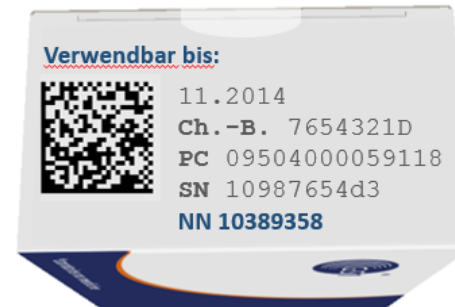 Verwendbar bis:
11.2014
Ch.-B. 7654321D
PC 09504000059118
SN 10987654d3
NN 10389358